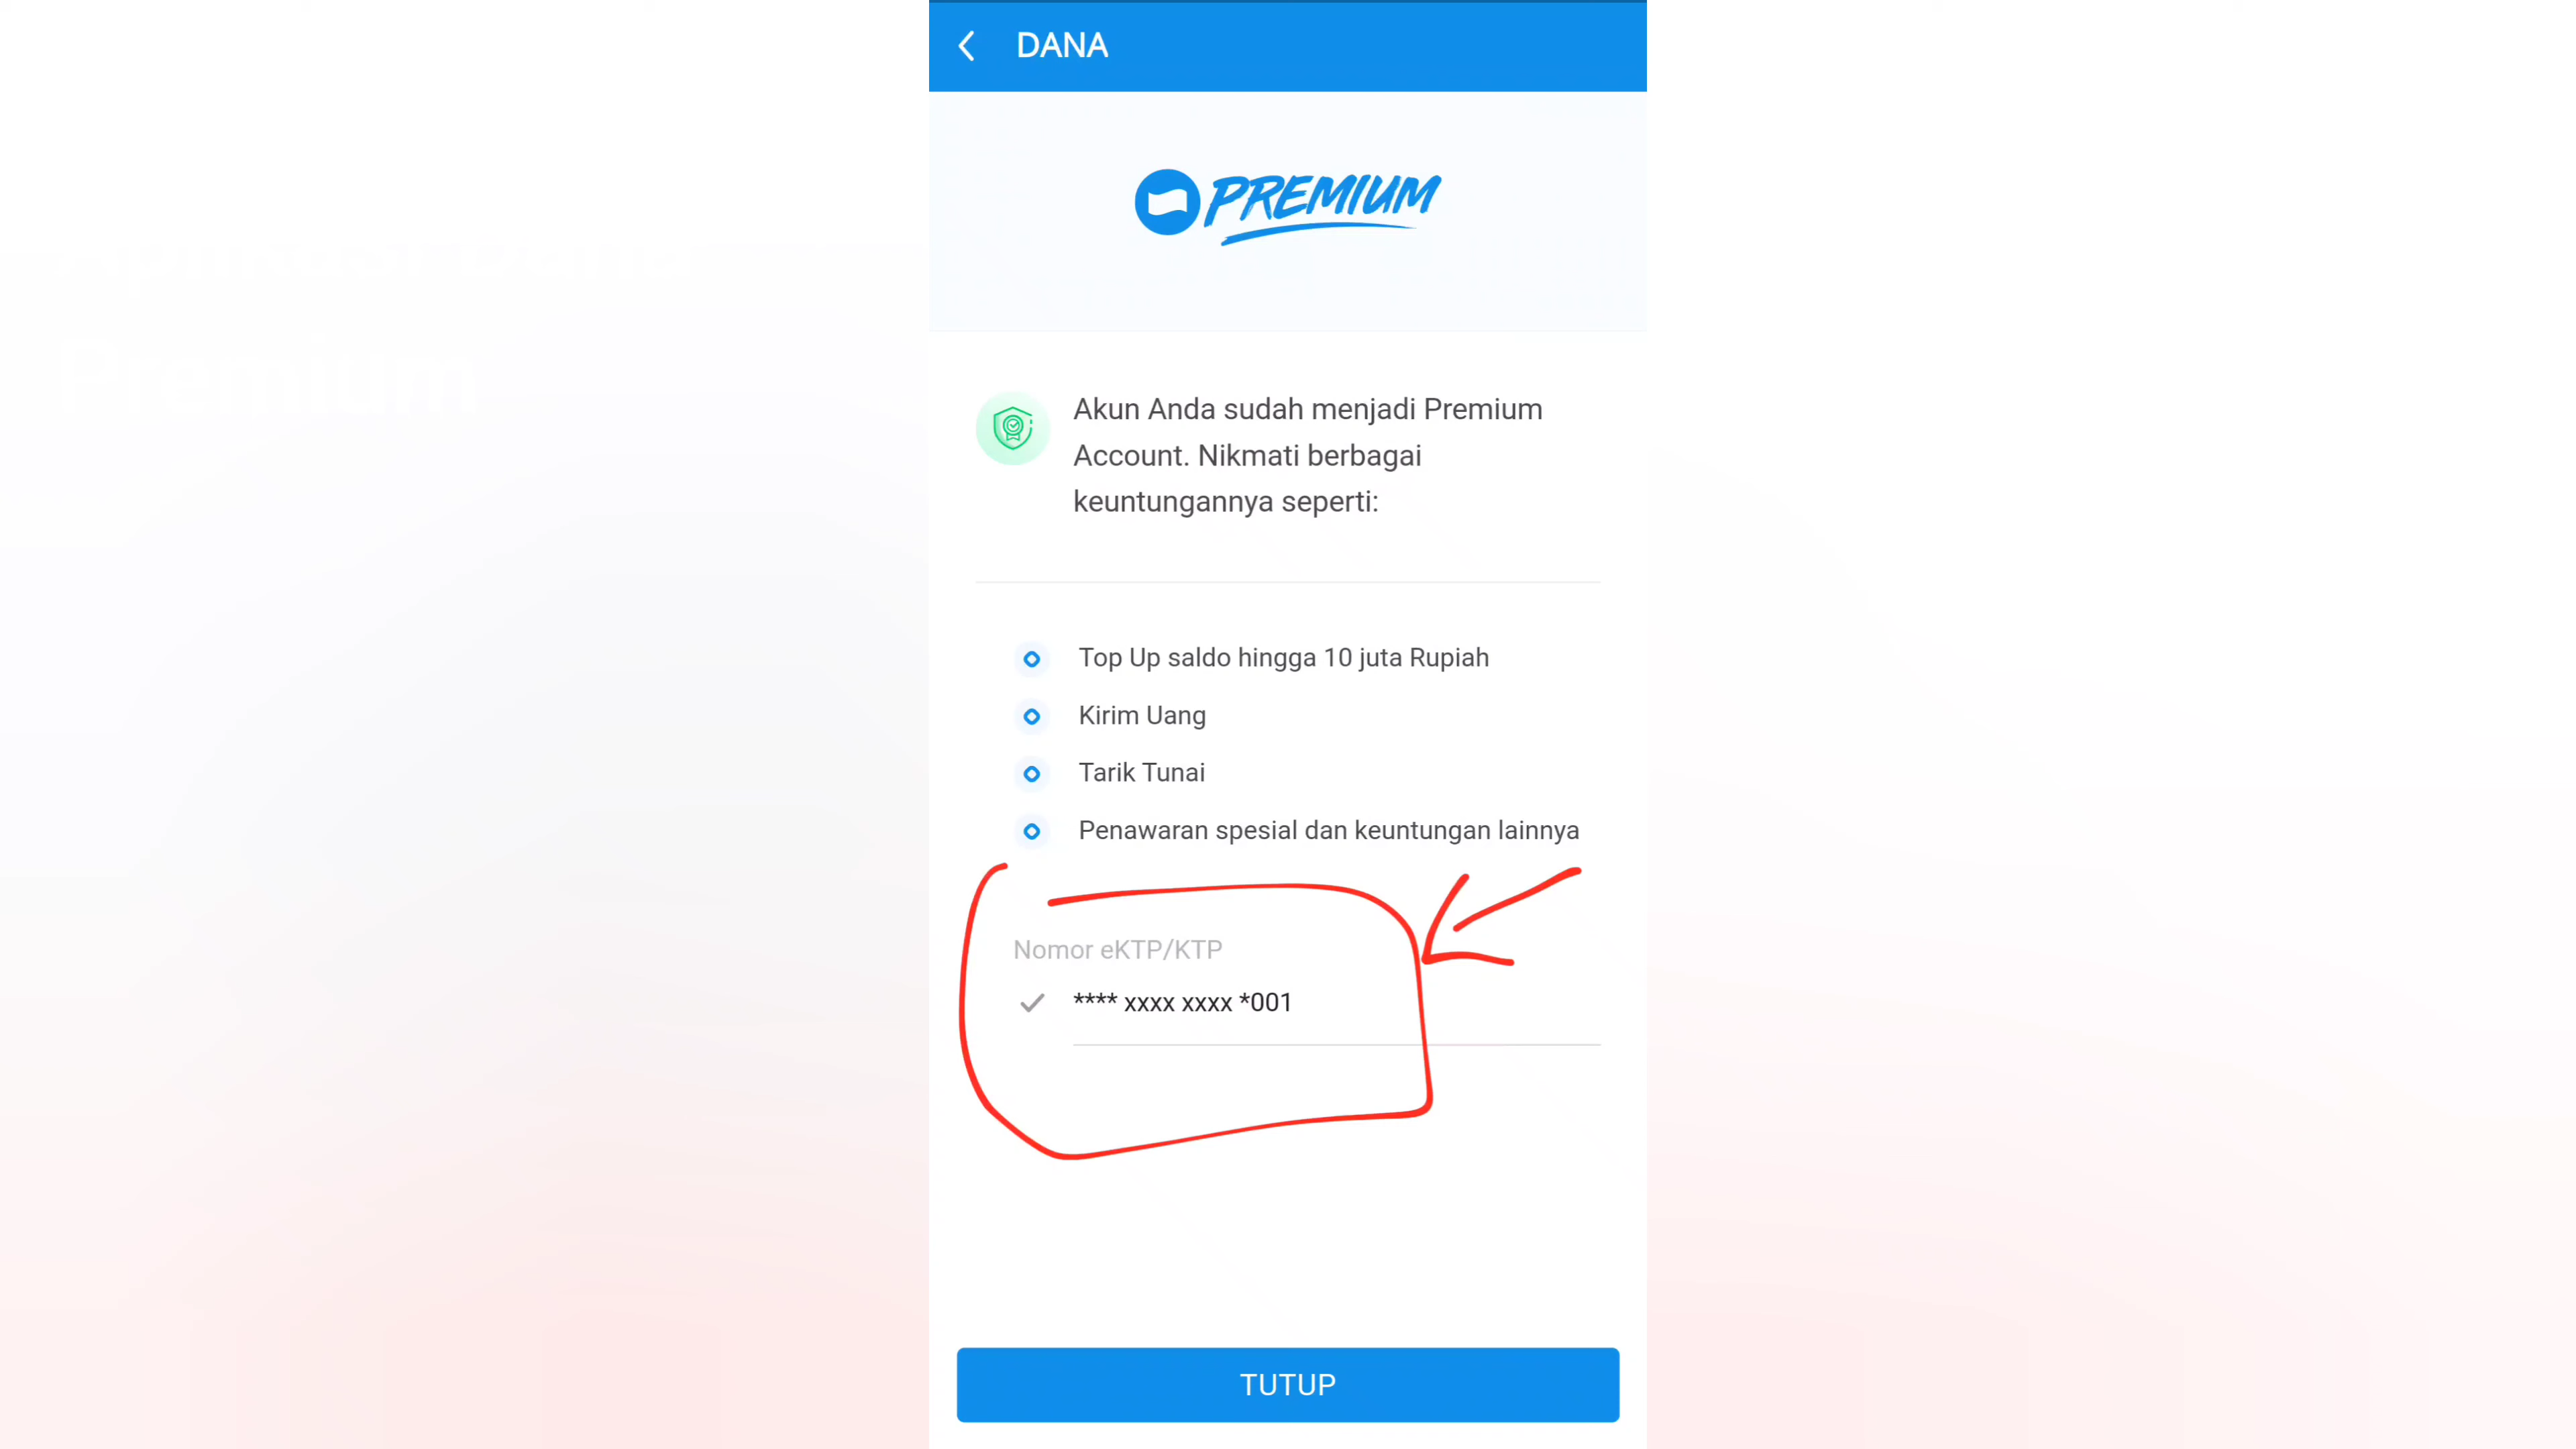 DANA
PREMIUM
Akun Anda sudah menjadi Premium
Account. Nikmati berbagai
keuntungannya seperti:
Top Up saldo hingga 10 juta Rupiah
Kirim Uang
Tarik Tunai
Penawaran spesial dan keuntungan lainnya
Nomor eKTP/KTP
**** xxxx xxxx *001
TUTUP
Premium